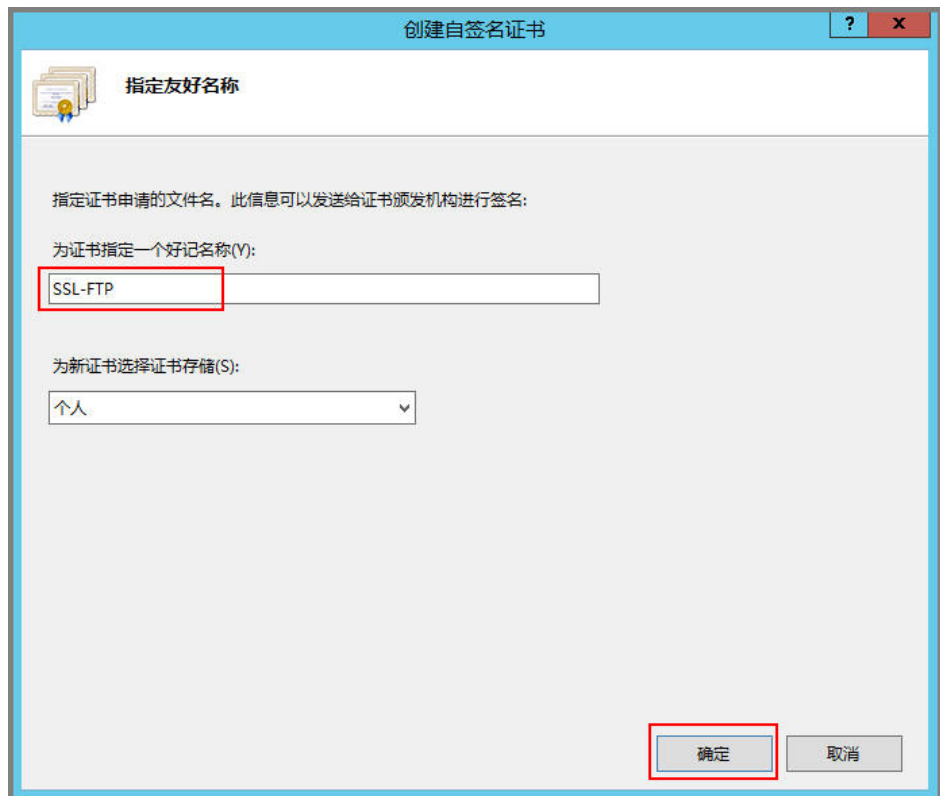 创建自签名证书
?
x
指定友好名称
指定证书申请的文件名。此信息可以发送给证书颁发机构进行签名:
为证书指定一个好记名称(Y):
SSL-FTP
为新证书选择证书存储(S):
个人
确定
取消